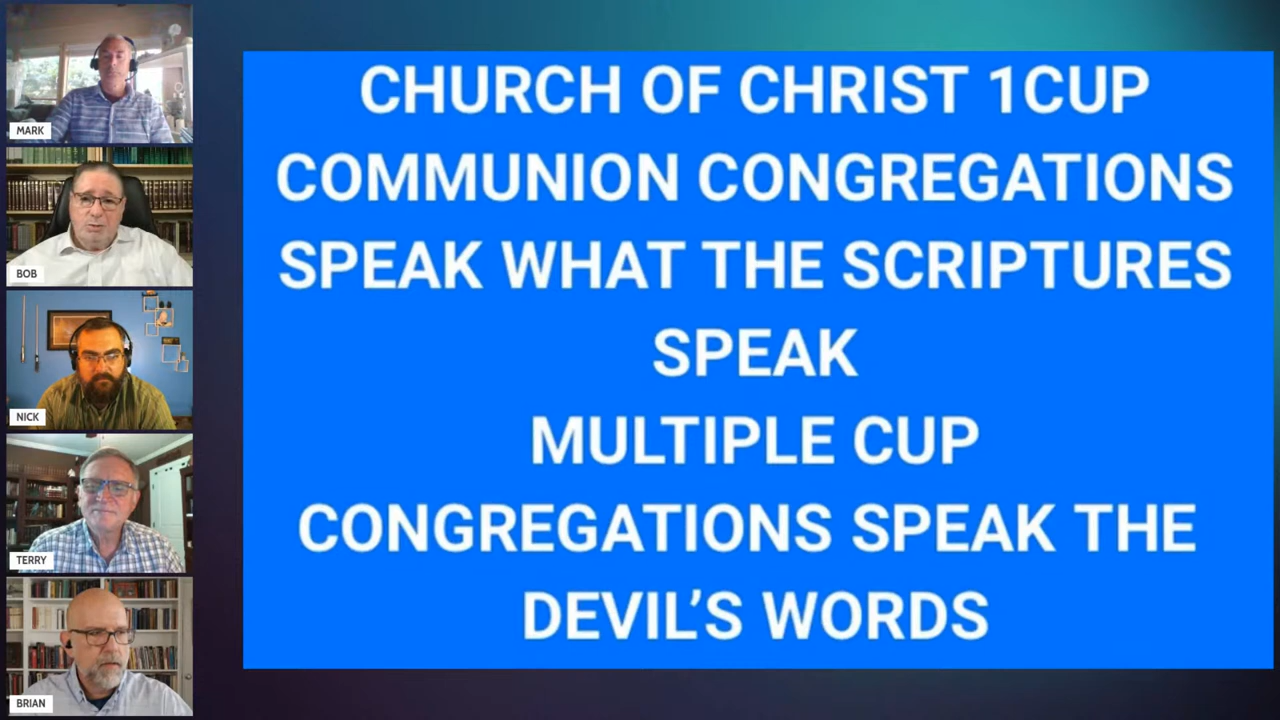 MARK
BOB
NICK
TERRY
BRIAN
CHURCH OF CHRIST 1CUP
COMMUNION CONGREGATIONS
SPEAK WHAT THE SCRIPTURES
SPEAK
MULTIPLE CUP
CONGREGATIONS SPEAK THE
DEVIL’S WORDS